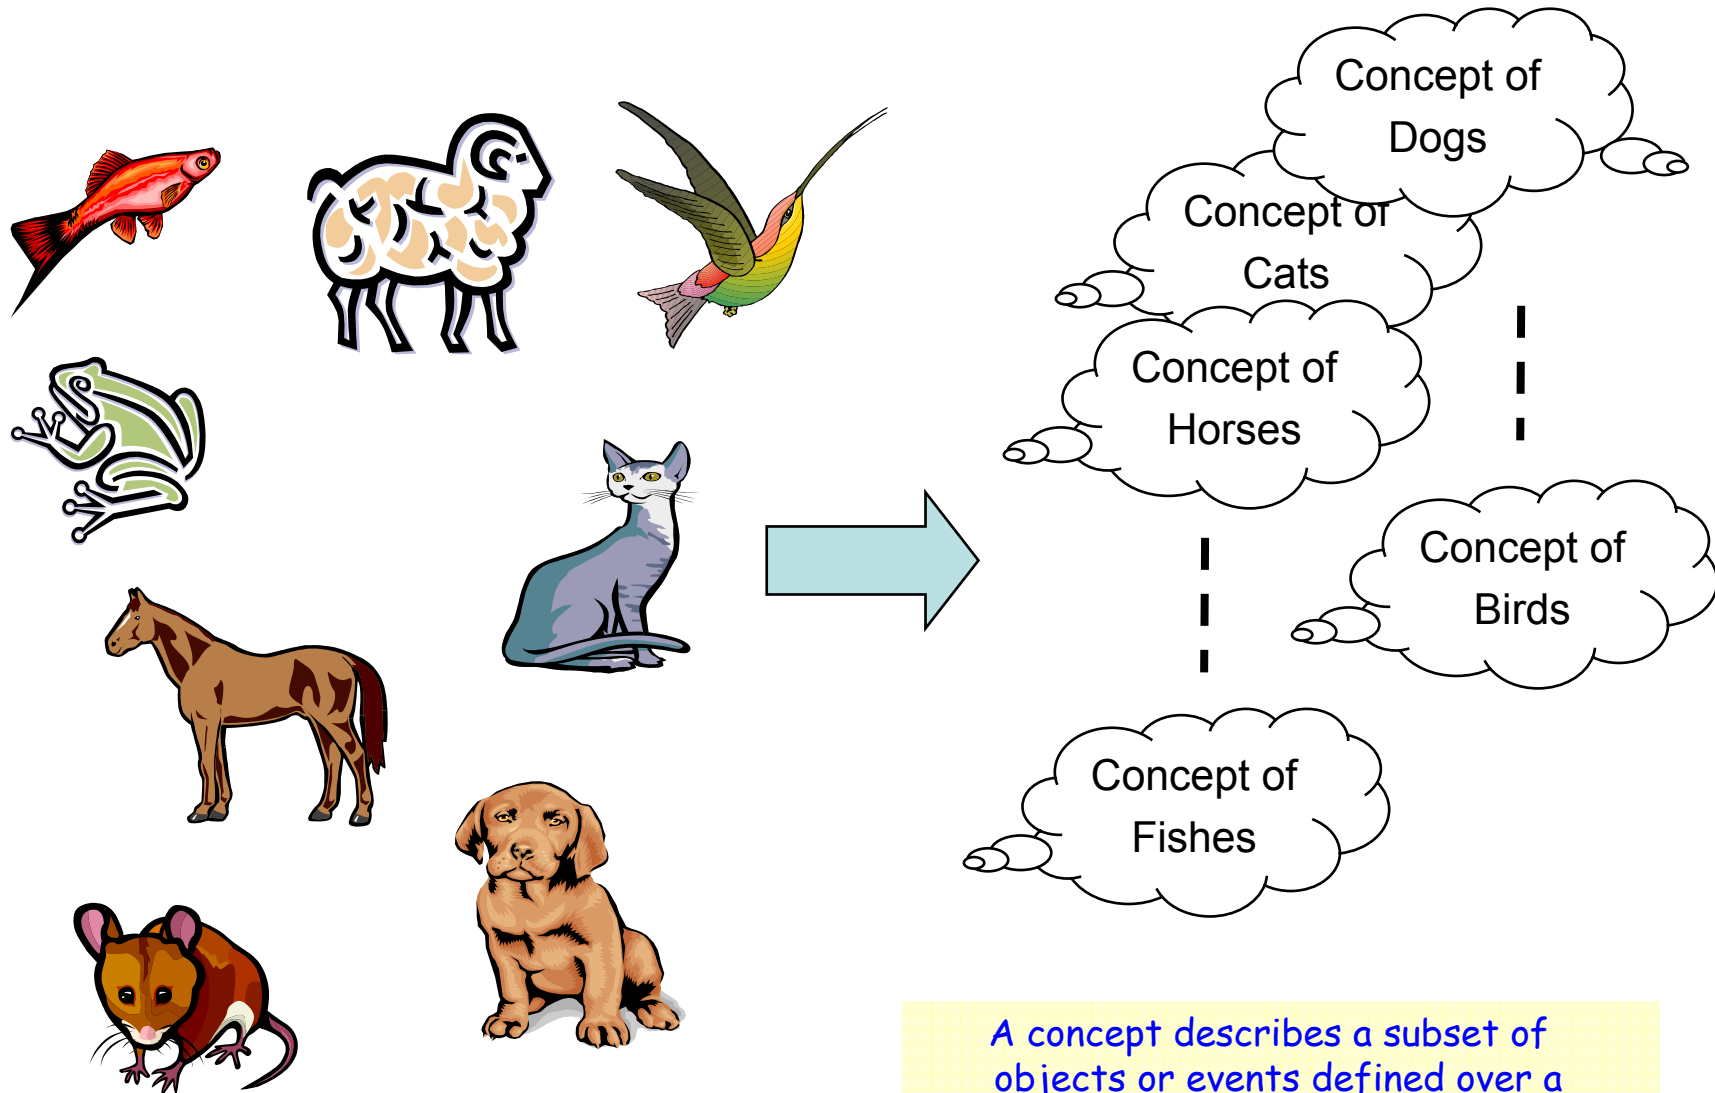 Concept of
Dogs
Concept of
Cats
Concept of
Horses
Concept of
Birds
Concept of
Fishes
A concept describes a subset of
objects or events defined over a